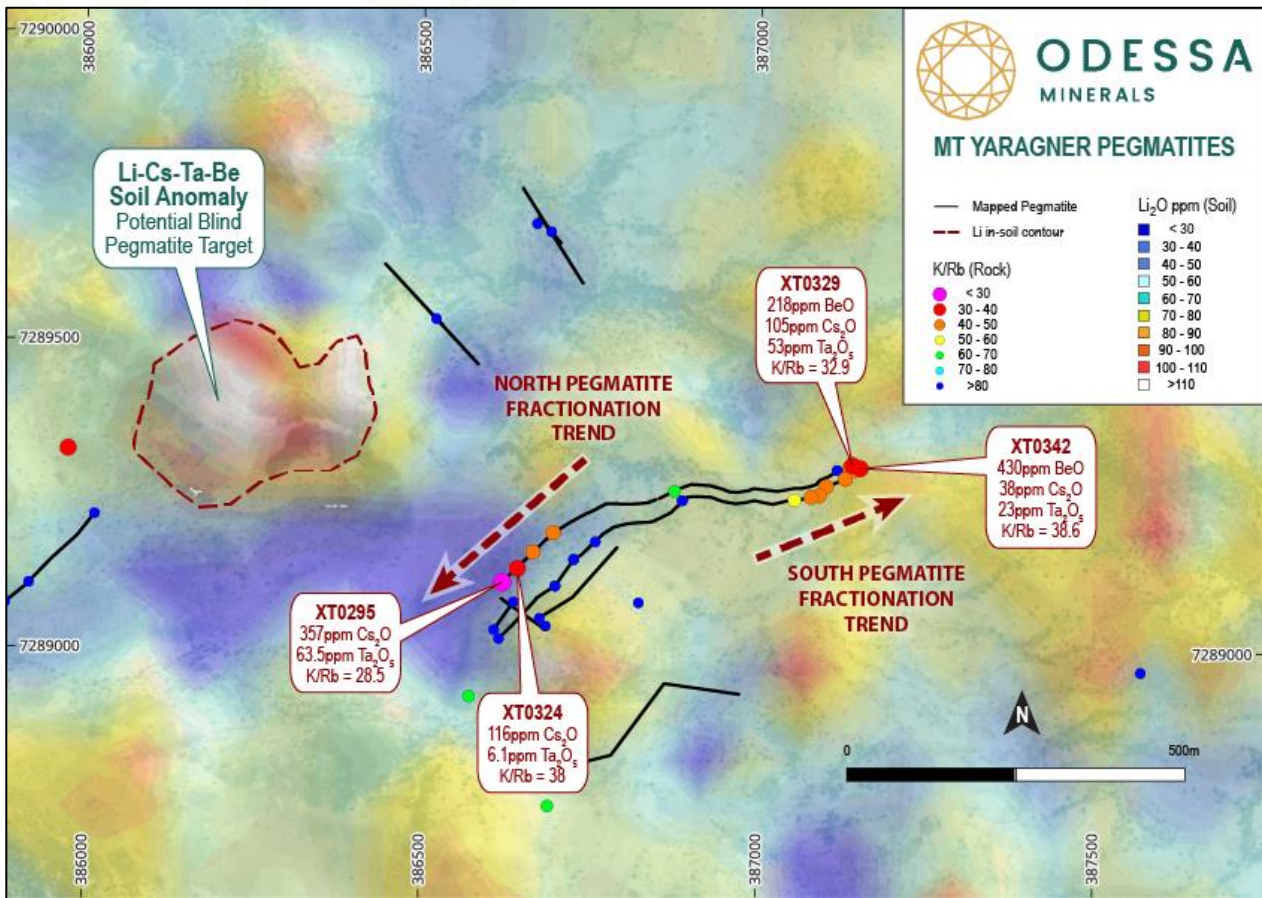 7290000
386000
386500
387000
ODESSA
MINERALS
MT YARAGNER PEGMATITES
Mapped Pegmatite
Li in-soil contour
K/Rb (Rock)
< 30
30 - 40
40 - 50
50 - 60
60 - 70
70 - 80
>80
Li₂O ppm (Soil)
< 30
30 - 40
40 - 50
50 - 60
60 - 70
70 - 80
80 - 90
90 - 100
100 - 110
>110
Li-Cs-Ta-Be
Soil Anomaly
Potential Blind
Pegmatite Target
7289500
XT0329
218ppm BeO
105ppm Cs₂O
53ppm Ta₂O₅
K/Rb = 32.9
NORTH PEGMATITE
FRACTIONATION
TREND
XT0342
430ppm BeO
38ppm Cs₂O
23ppm Ta₂O₅
K/Rb = 38.6
SOUTH PEGMATITE
FRACTIONATION
TREND
XT0295
357ppm Cs₂O
63.5ppm Ta₂O₅
K/Rb = 28.5
7289000
7289000
XT0324
116ppm Cs₂O
6.1ppm Ta₂O₅
K/Rb = 38
N
0
500m
386000
386500
387000
387500